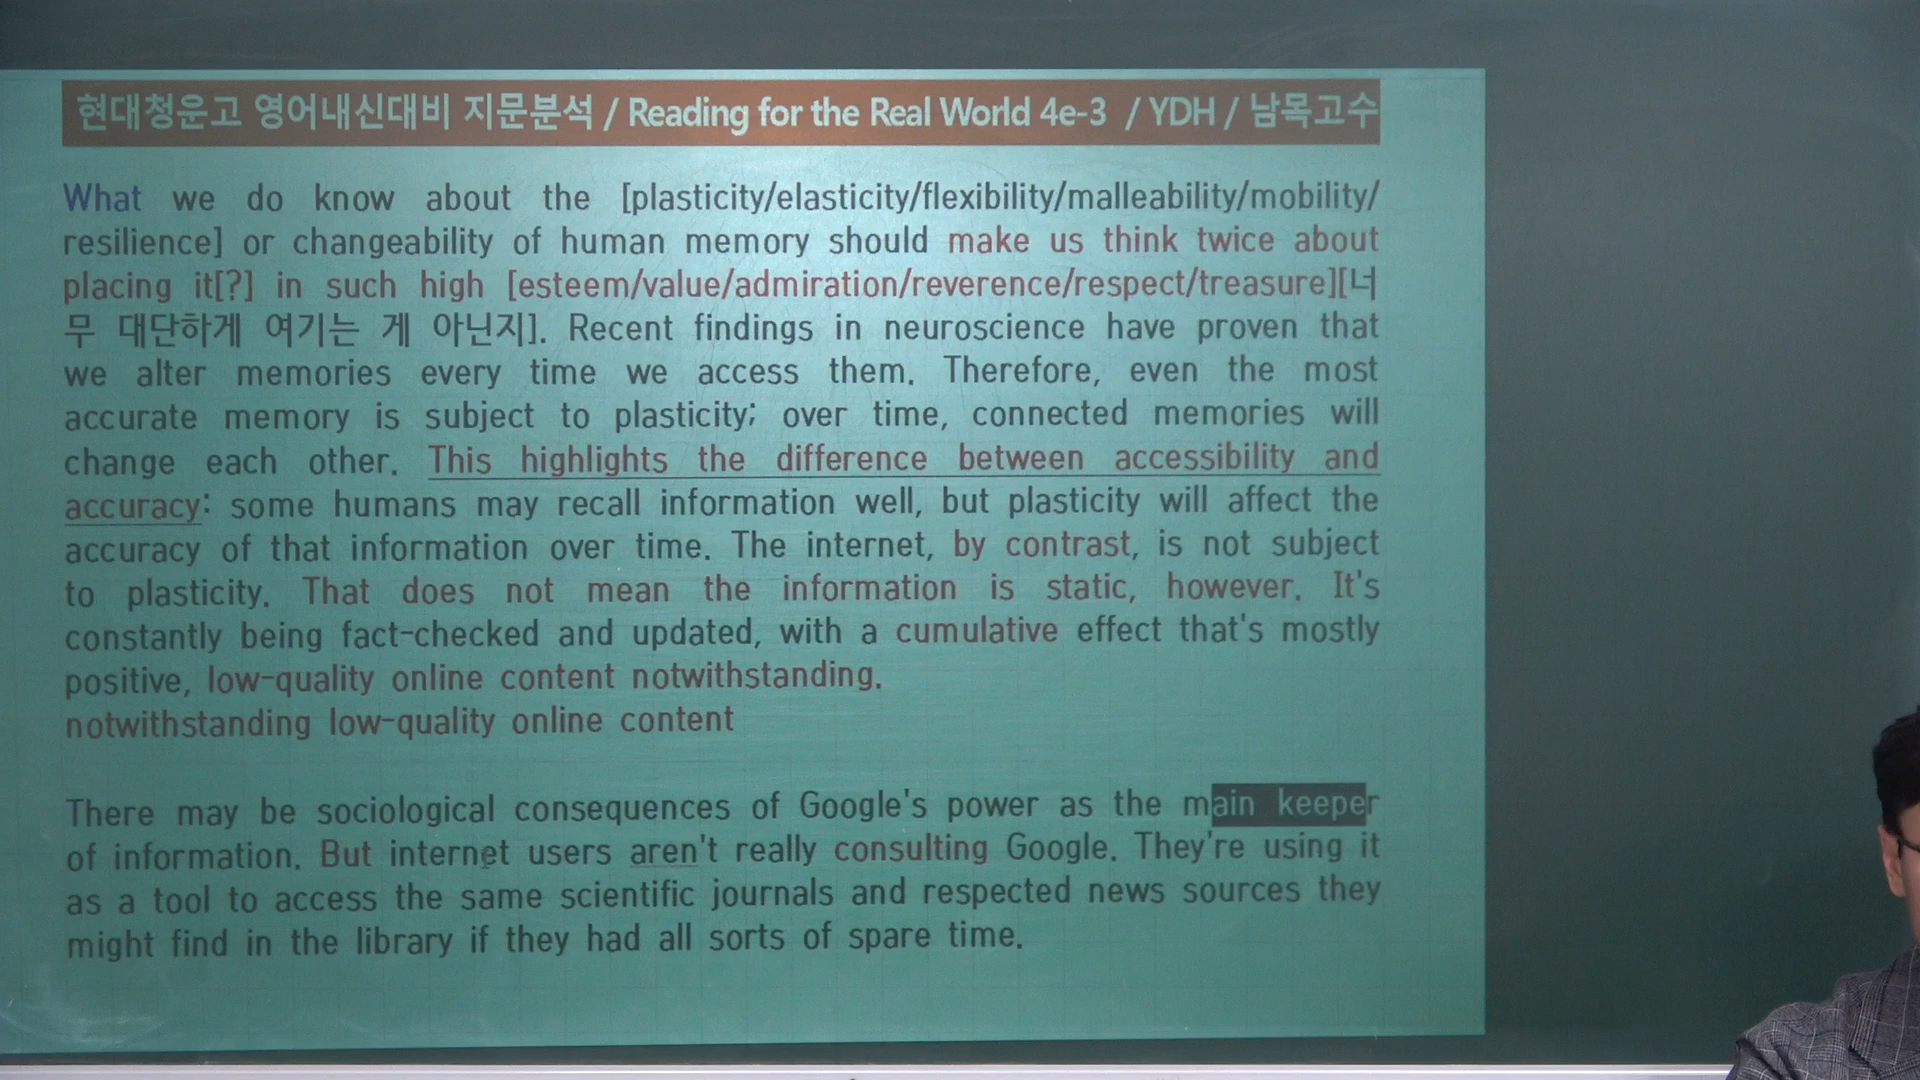 현대청운고 영어내신대비 지문분석 / Reading for the Real World 4e-3 / YDH / 남목고수
What we do know about the [plasticity/elasticity/flexibility/malleability/mobility/
resilience] or changeability of human memory should make us think twice about
placing it[?] in such high [esteem/value/admiration/reverence/respect/treasure][너
무 대단하게 여기는 게 아닌지]. Recent findings in neuroscience have proven that
we alter memories every time we access them. Therefore, even the most
accurate memory is subject to plasticity; over time, connected memories will
change each other. This highlights the difference between accessibility and
accuracy: some humans may recall information well, but plasticity will affect the
accuracy of that information over time. The internet, by contrast, is not subject
to plasticity. That does not mean the information is static, however. It's
constantly being fact-checked and updated, with a cumulative effect that's mostly
positive, low-quality online content notwithstanding.
notwithstanding low-quality online content
There may be sociological consequences of Google's power as the main keeper
of information. But internet users aren't really consulting Google. They're using it
as a tool to access the same scientific journals and respected news sources they
might find in the library if they had all sorts of spare time.